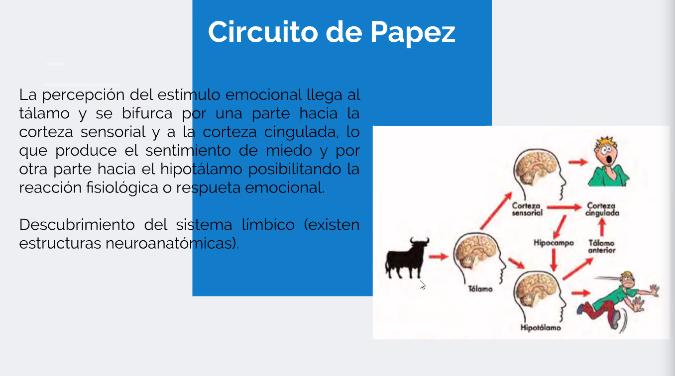 Circuito de Papez
La percepción del estímulo emocional llega al
tálamo y se bifurca por una parte hacia la
corteza sensorial y a la corteza cingulada, lo
que produce el sentimiento de miedo y por
otra parte hacia el hipotálamo posibilitando la
reacción fisiológica o respueta emocional.
Descubrimiento del sistema límbico (existen
estructuras neuroanatómicas).
Corteza
sensorial
Corteza
cingulada
Hipocampo
Tálamo
anterior
Tálamo
Hipotálamo